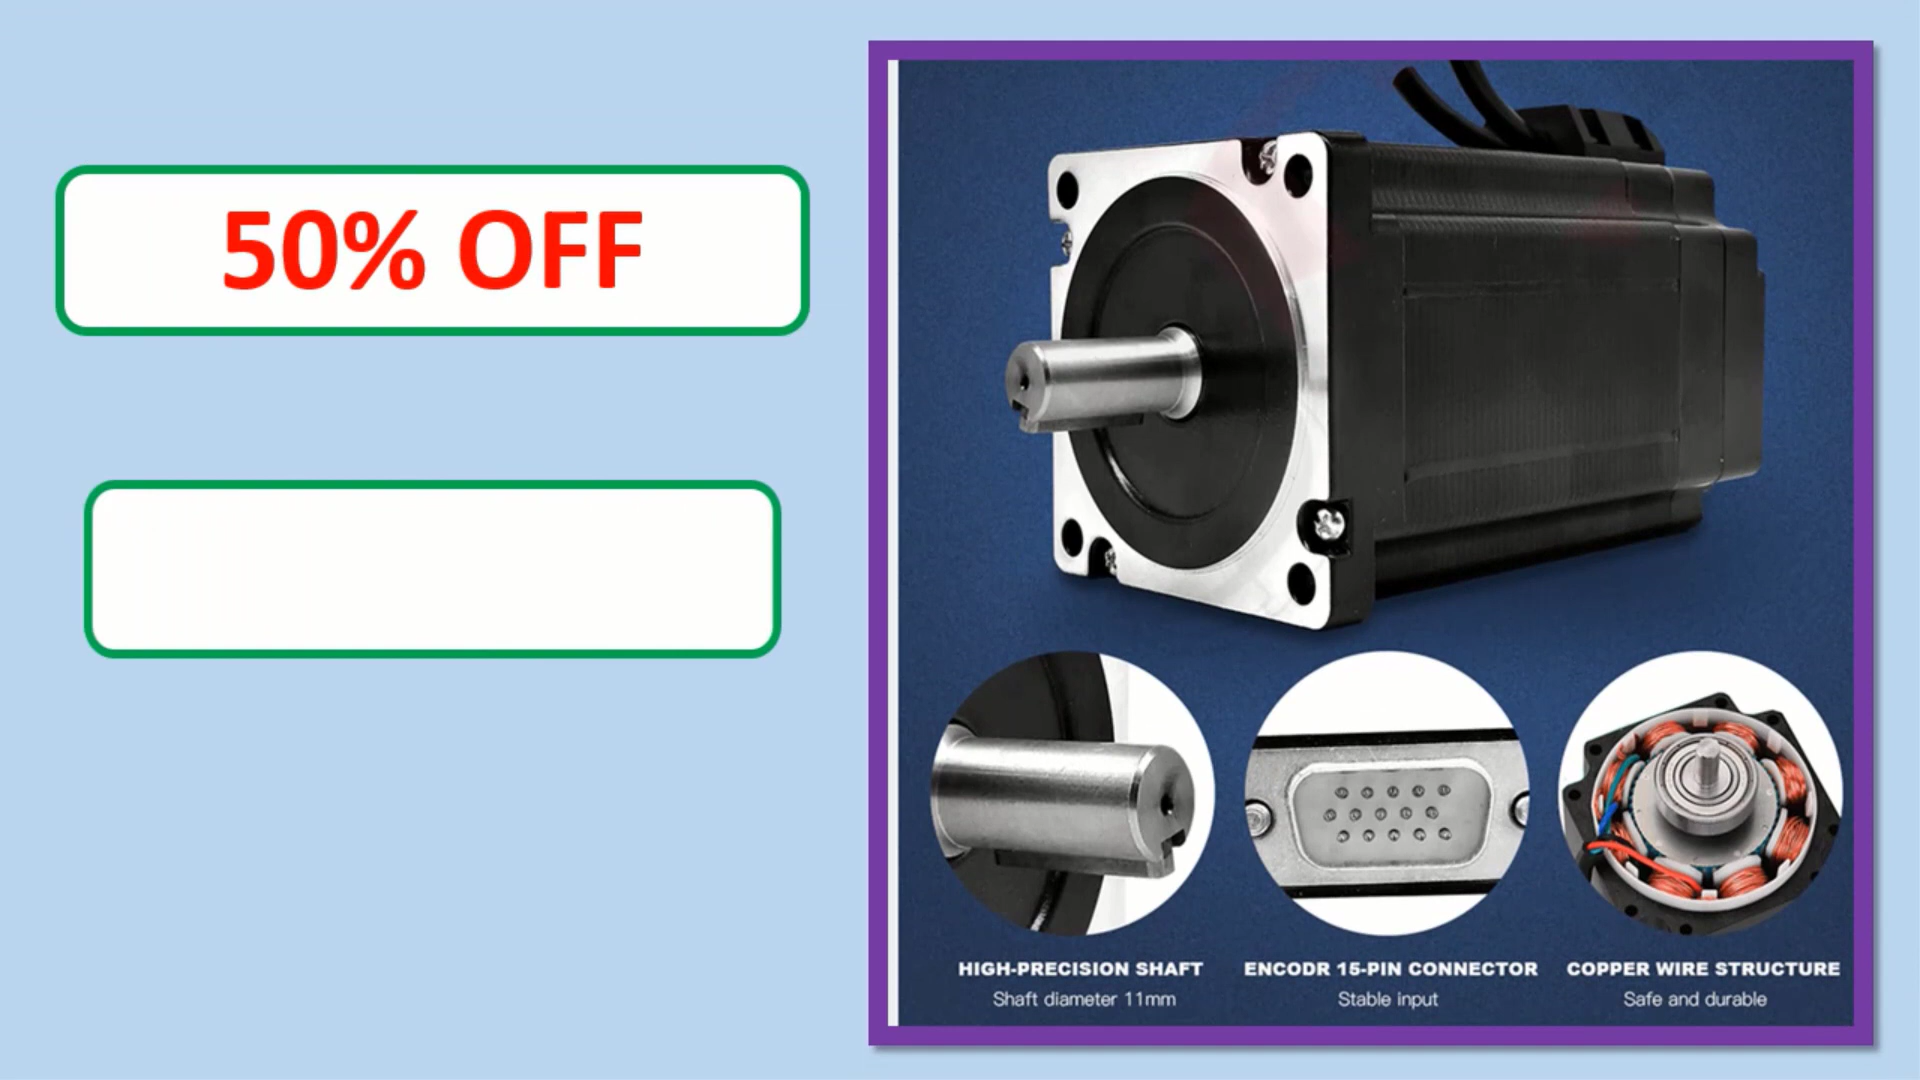 50% OFF
HIGH-PRECISION SHAFT
Shaft diameter 11mm
ENCODR 15-PIN CONNECTOR
Stable input
COPPER WIRE STRUCTURE
Safe and durable